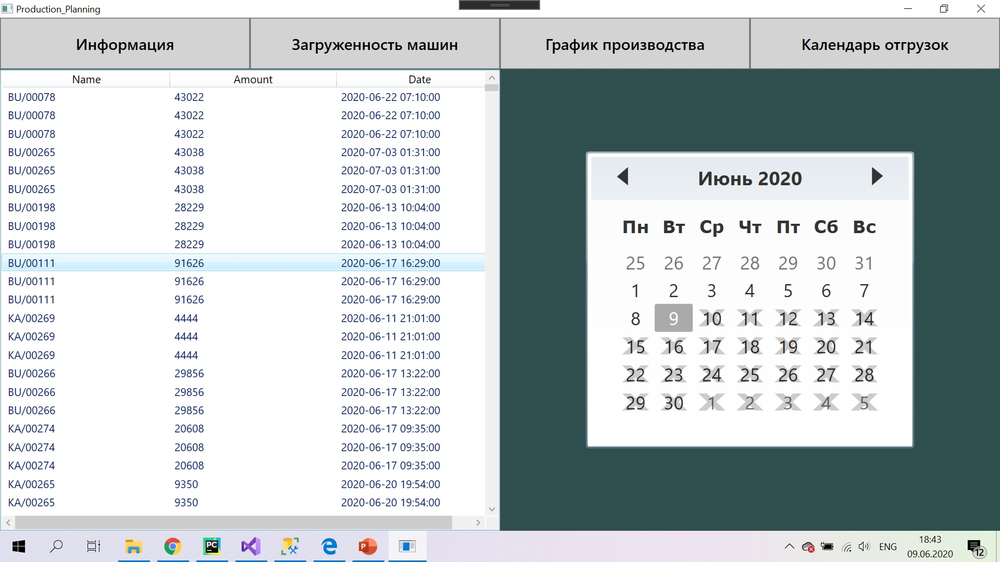 Production_Planning
Информация Загруженность машин График производства Календарь отгрузок
Name Amount Date
BU/00078 43022 2020-06-22 07:10:00
BU/00078 43022 2020-06-22 07:10:00
BU/00078 43022 2020-06-22 07:10:00
BU/00265 43038 2020-07-03 01:31:00
BU/00265 43038 2020-07-03 01:31:00
BU/00265 43038 2020-07-03 01:31:00
BU/00198 28229 2020-06-13 10:04:00
BU/00198 28229 2020-06-13 10:04:00
BU/00198 28229 2020-06-13 10:04:00
BU/00111 91626 2020-06-17 16:29:00
BU/00111 91626 2020-06-17 16:29:00
BU/00111 91626 2020-06-17 16:29:00
KA/00269 4444 2020-06-11 21:01:00
KA/00269 4444 2020-06-11 21:01:00
KA/00269 4444 2020-06-11 21:01:00
BU/00266 29856 2020-06-17 13:22:00
BU/00266 29856 2020-06-17 13:22:00
BU/00266 29856 2020-06-17 13:22:00
KA/00274 20608 2020-06-17 09:35:00
KA/00274 20608 2020-06-17 09:35:00
KA/00274 20608 2020-06-17 09:35:00
KA/00265 9350 2020-06-20 19:54:00
KA/00265 9350 2020-06-20 19:54:00
Июнь 2020
Пн Вт Ср Чт Пт Сб Вс
25 26 27 28 29 30 31
1 2 3 4 5 6 7
8 9 10 11 12 13 14
15 16 17 18 19 20 21
22 23 24 25 26 27 28
29 30 1 2 3 4 5
PC
P
ENG
18:43
09.06.2020
12